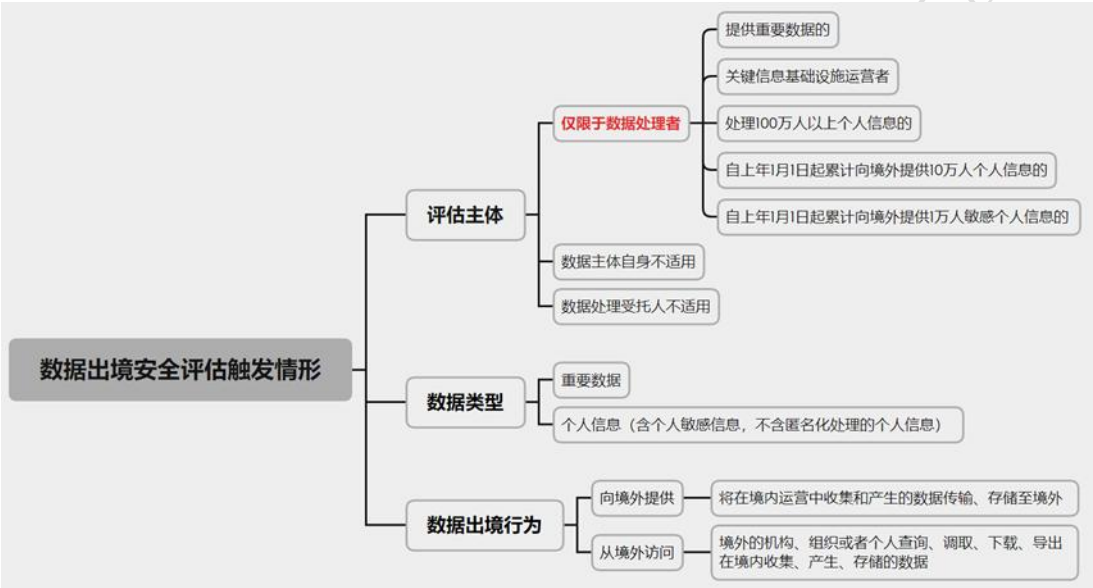 数据出境安全评估触发情形
评估主体
仅限于数据处理者
提供重要数据的
关键信息基础设施运营者
处理100万人以上个人信息的
自上年1月1日起累计向境外提供10万人个人信息的
自上年1月1日起累计向境外提供1万人敏感个人信息的
数据主体自身不适用
数据处理受托人不适用
数据类型
重要数据
个人信息（含个人敏感信息，不含匿名化处理的个人信息）
数据出境行为
向境外提供
将在境内运营中收集和产生的数据传输、存储至境外
从境外访问
境外的机构、组织或者个人查询、调取、下载、导出
在境内收集、产生、存储的数据